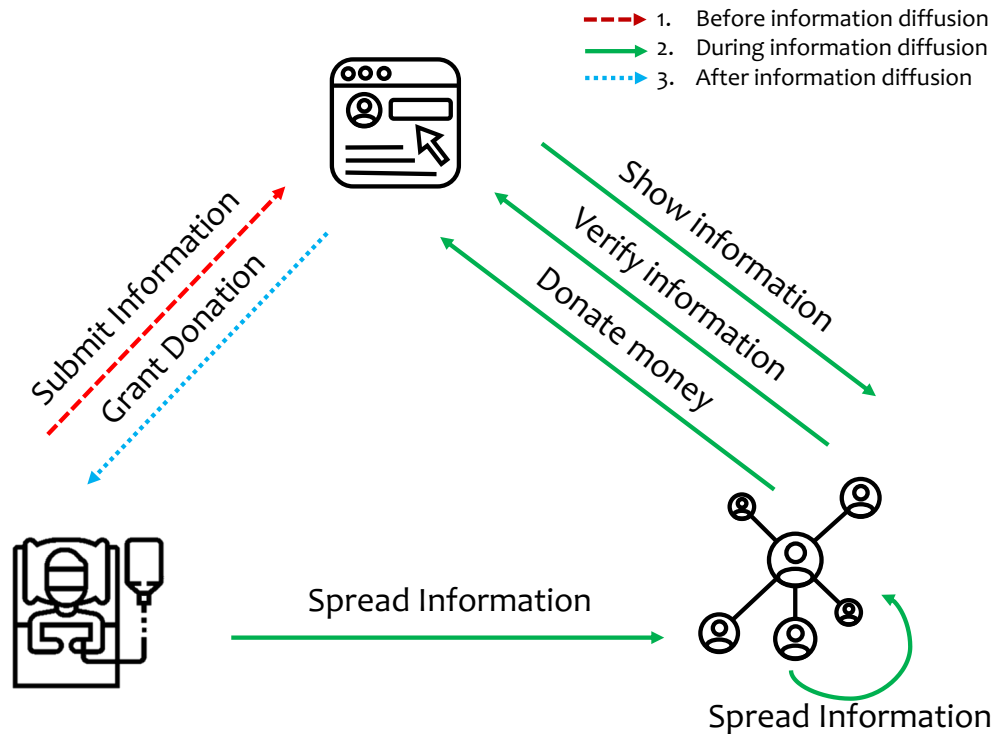 1. Before information diffusion
2. During information diffusion
3. After information diffusion
Submit Information
Grant Donation
Show information
Verify information
Donate money
Spread Information
Spread Information